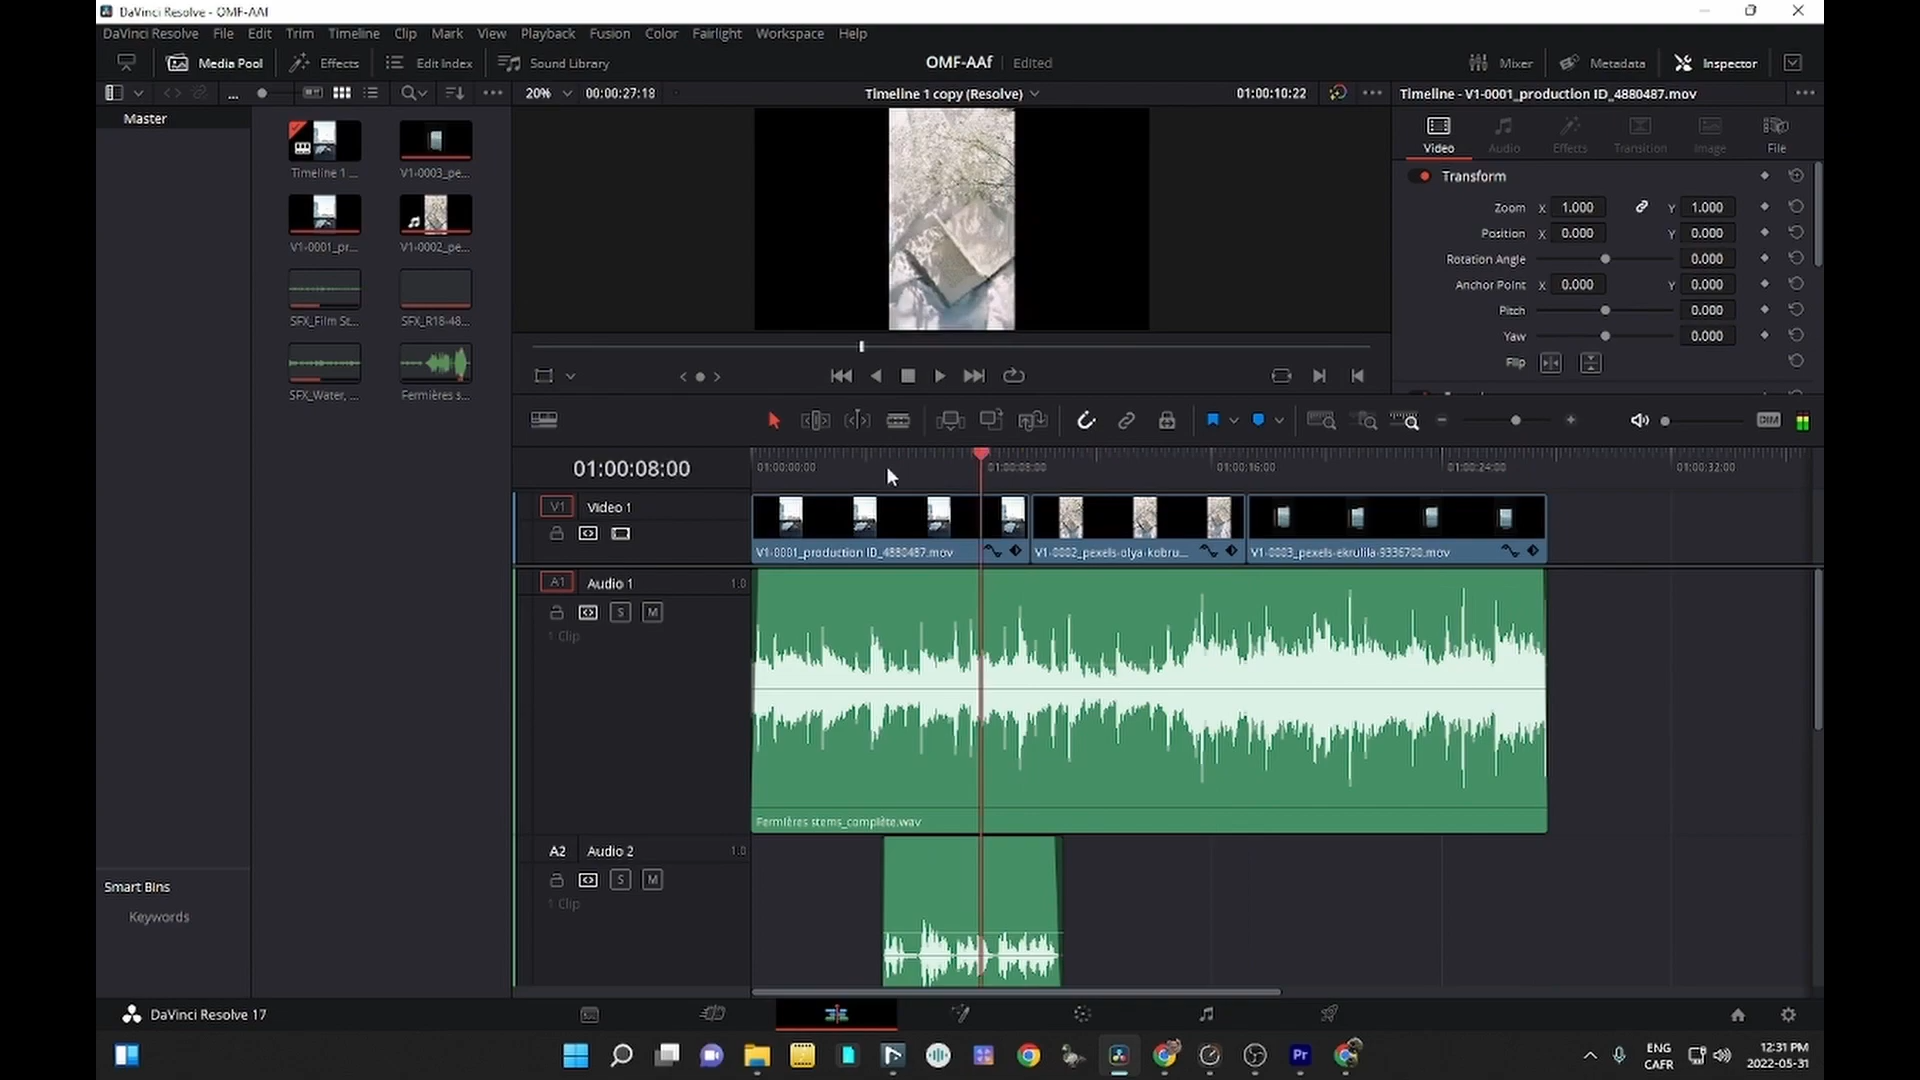 DaVinci Resolve - OMF-AAf
DaVinci Resolve File Edit Trim Timeline Clip Mark View Playback Fusion Color Fairlight Workspace Help
Media Pool Effects Edit Index Sound Library OMF-AAf Edited Mixer Metadata Inspector
20% 00:00:27:18 Timeline 1 copy (Resolve) 01:00:10:22 Timeline - V1-0001_production ID_4880487.mov
Master
Timeline 1 ... V1-0003_pe...
V1-0001_pr... V1-0002_pe...
SFX_Film St... SFX_R18-48...
SFX_Water, ... Fermières s...
Smart Bins
Keywords
Video Audio Effects Transition Image File
Transform
Zoom X 1.000 Y 1.000
Position X 0.000 Y 0.000
Rotation Angle 0.000
Anchor Point X 0.000 Y 0.000
Pitch 0.000
Yaw 0.000
Flip
DIM
01:00:08:00 01:00:00:00 01:00:08:00 01:00:16:00 01:00:24:00 01:00:32:00
V1 Video 1
V1-0001_production ID_4880487.mov V1-0002_pexels-olya-kobru... V1-0003_pexels-ekrulila-9336700.mov
A1 Audio 1 1.0
S M
1 Clip
Fermières stems_complète.wav
A2 Audio 2 1.0
S M
1 Clip
DaVinci Resolve 17
Pr
ENG
CAFR
12:31 PM
2022-05-31